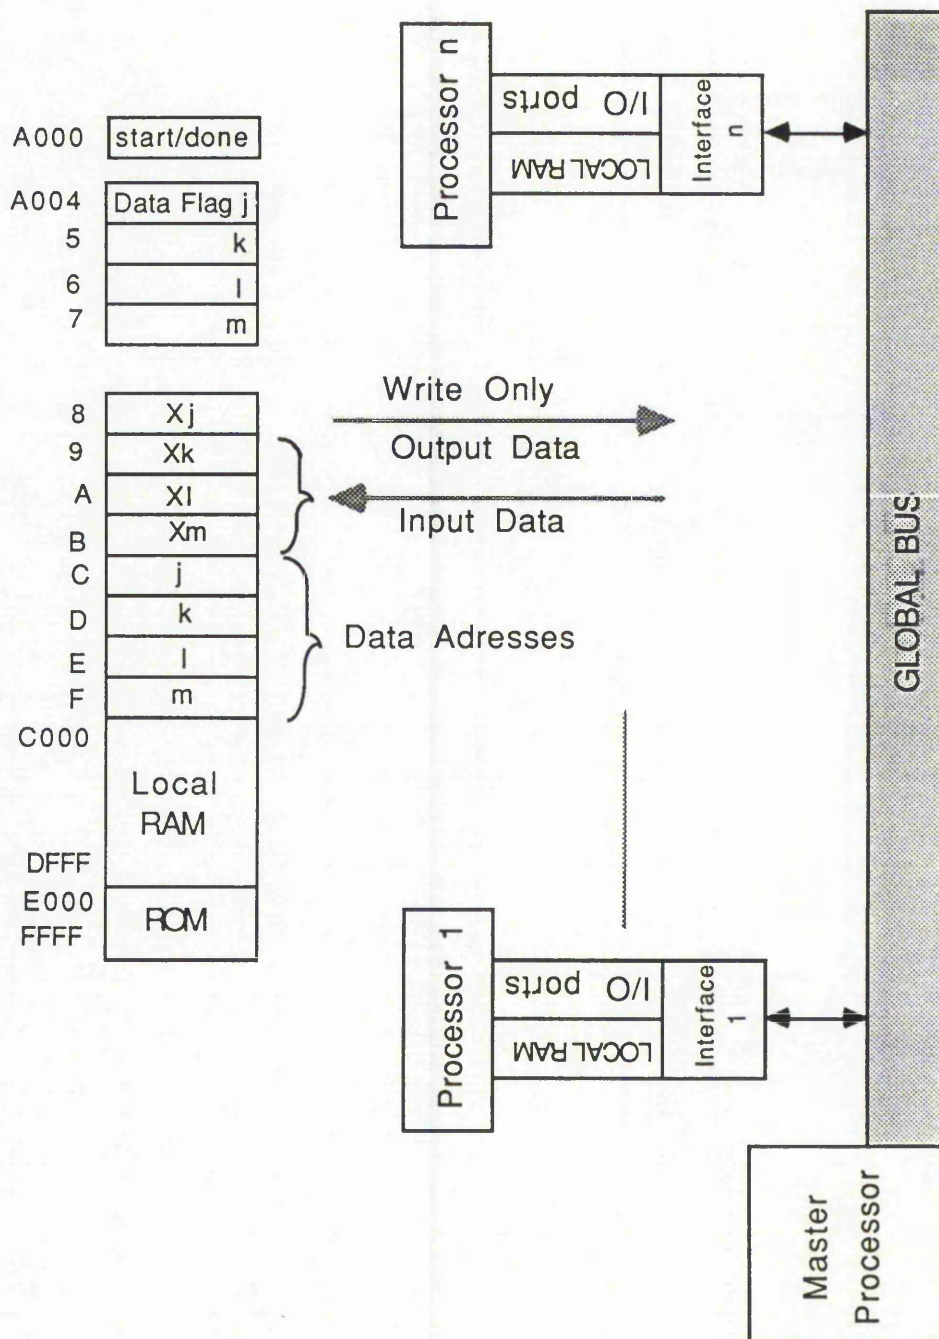 A000 start/done
A004 Data Flag j
5 k
6 l
7 m
8 Xj
9 Xk
A Xl
B Xm
C j
D k
E l
F m
C000
Local
RAM
DFFF
E000
ROM
FFFF
Write Only
Output Data
Input Data
Data Adresses
Processor n
I/O ports
LOCAL RAM
Interface
n
Processor 1
I/O ports
LOCAL RAM
Interface
1
GLOBAL BUS
Master
Processor